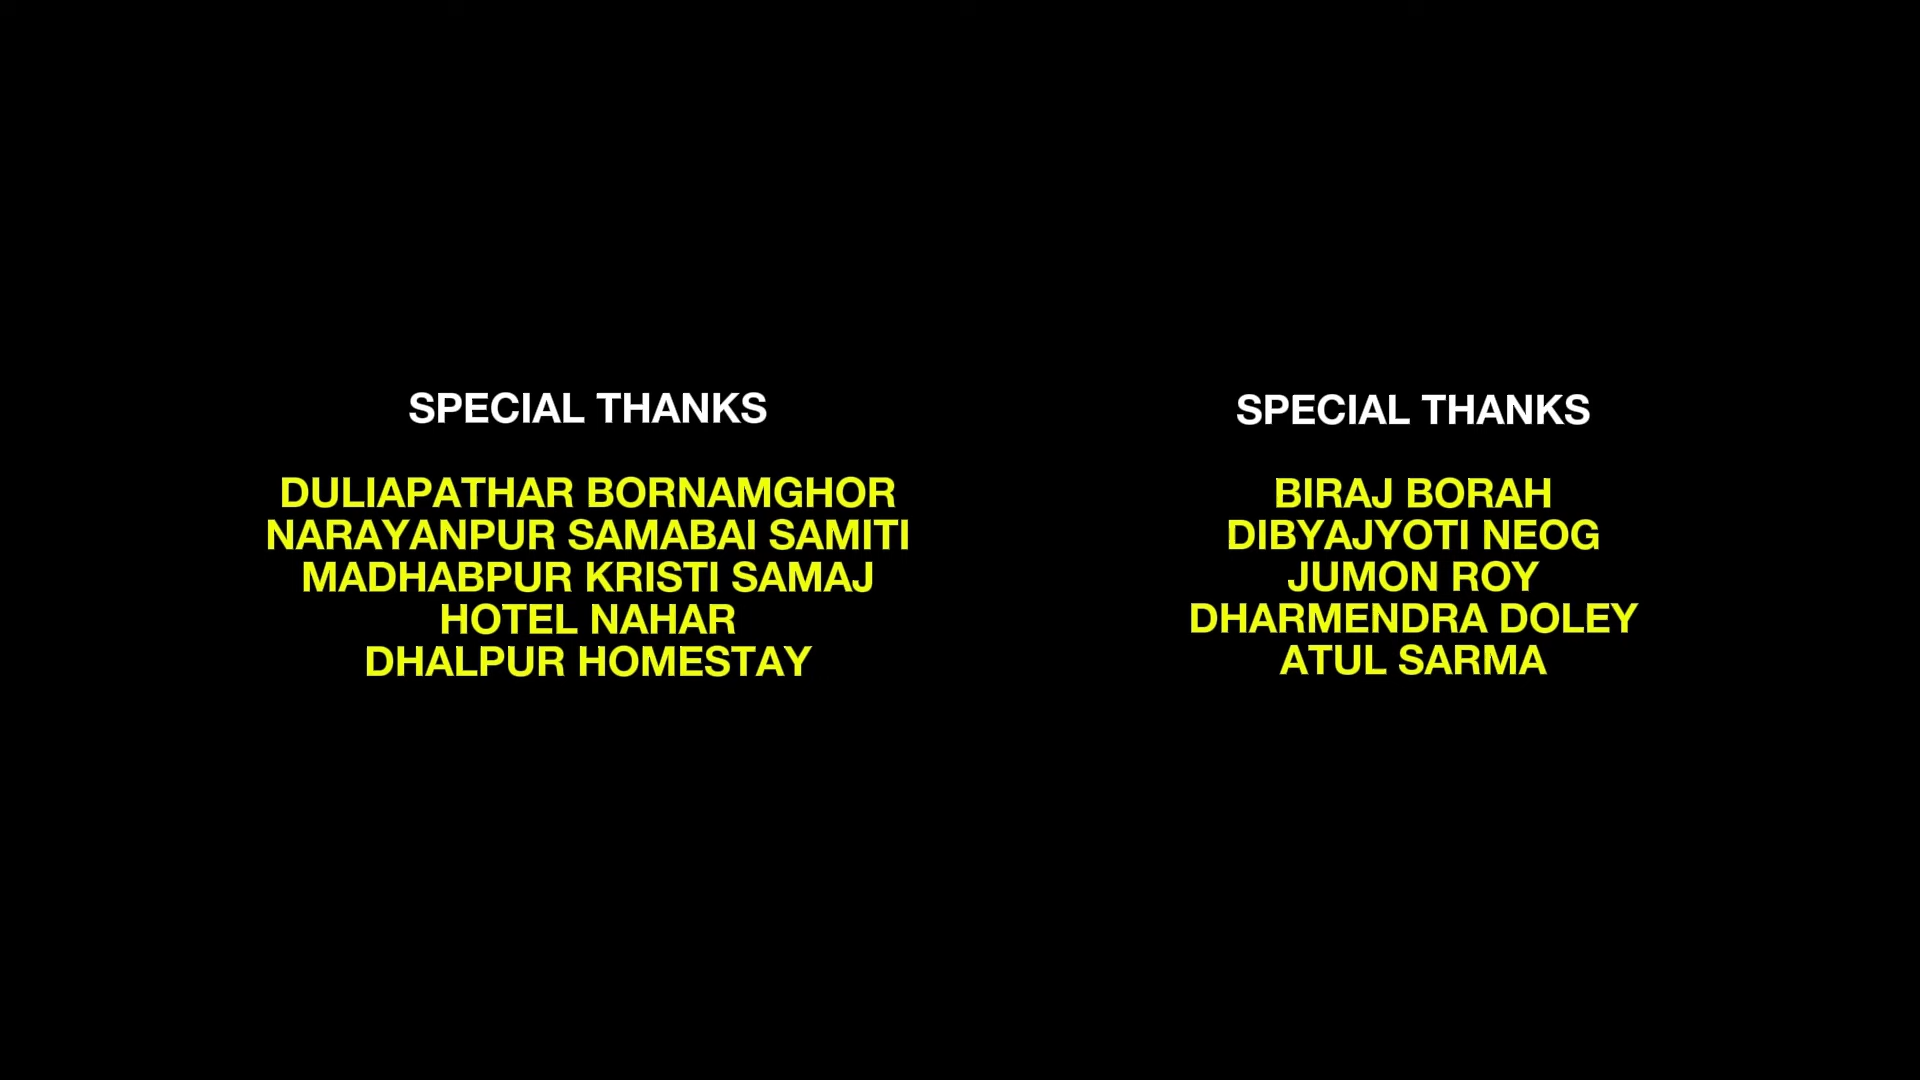 SPECIAL THANKS
DULIAPATHAR BORNAMGHOR
NARAYANPUR SAMABAI SAMITI
MADHABPUR KRISTI SAMAJ
HOTEL NAHAR
DHALPUR HOMESTAY
SPECIAL THANKS
BIRAJ BORAH
DIBYAJYOTI NEOG
JUMON ROY
DHARMENDRA DOLEY
ATUL SARMA